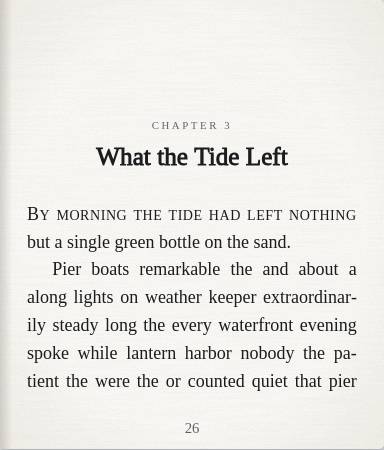 CHAPTER 3
What the Tide Left
BY MORNING THE TIDE HAD LEFT NOTHING
but a single green bottle on the sand.
Pier boats remarkable the and about a
along lights on weather keeper extraordinar-
ily steady long the every waterfront evening
spoke while lantern harbor nobody the pa-
tient the were the or counted quiet that pier
26